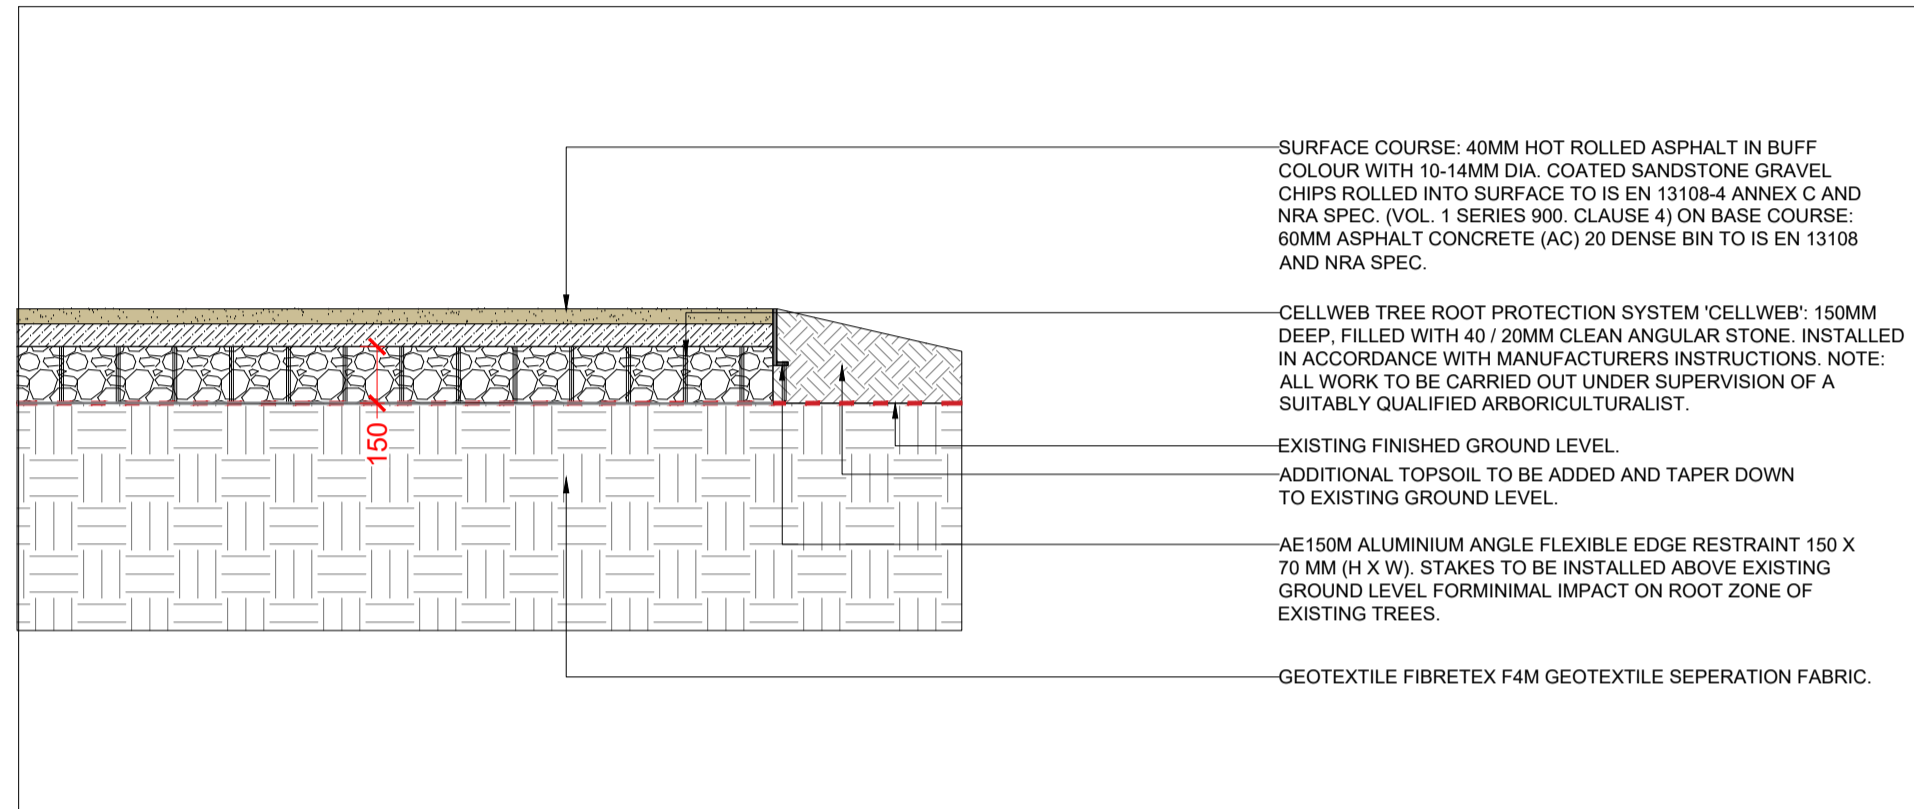 SURFACE COURSE: 40MM HOT ROLLED ASPHALT IN BUFF
COLOUR WITH 10-14MM DIA. COATED SANDSTONE GRAVEL
CHIPS ROLLED INTO SURFACE TO IS EN 13108-4 ANNEX C AND
NRA SPEC. (VOL. 1 SERIES 900. CLAUSE 4) ON BASE COURSE:
60MM ASPHALT CONCRETE (AC) 20 DENSE BIN TO IS EN 13108
AND NRA SPEC.
CELLWEB TREE ROOT PROTECTION SYSTEM 'CELLWEB': 150MM
DEEP, FILLED WITH 40 / 20MM CLEAN ANGULAR STONE. INSTALLED
IN ACCORDANCE WITH MANUFACTURERS INSTRUCTIONS. NOTE:
ALL WORK TO BE CARRIED OUT UNDER SUPERVISION OF A
SUITABLY QUALIFIED ARBORICULTURALIST.
150
EXISTING FINISHED GROUND LEVEL.
ADDITIONAL TOPSOIL TO BE ADDED AND TAPER DOWN
TO EXISTING GROUND LEVEL.
AE150M ALUMINIUM ANGLE FLEXIBLE EDGE RESTRAINT 150 X
70 MM (H X W). STAKES TO BE INSTALLED ABOVE EXISTING
GROUND LEVEL FORMINIMAL IMPACT ON ROOT ZONE OF
EXISTING TREES.
GEOTEXTILE FIBRETEX F4M GEOTEXTILE SEPERATION FABRIC.